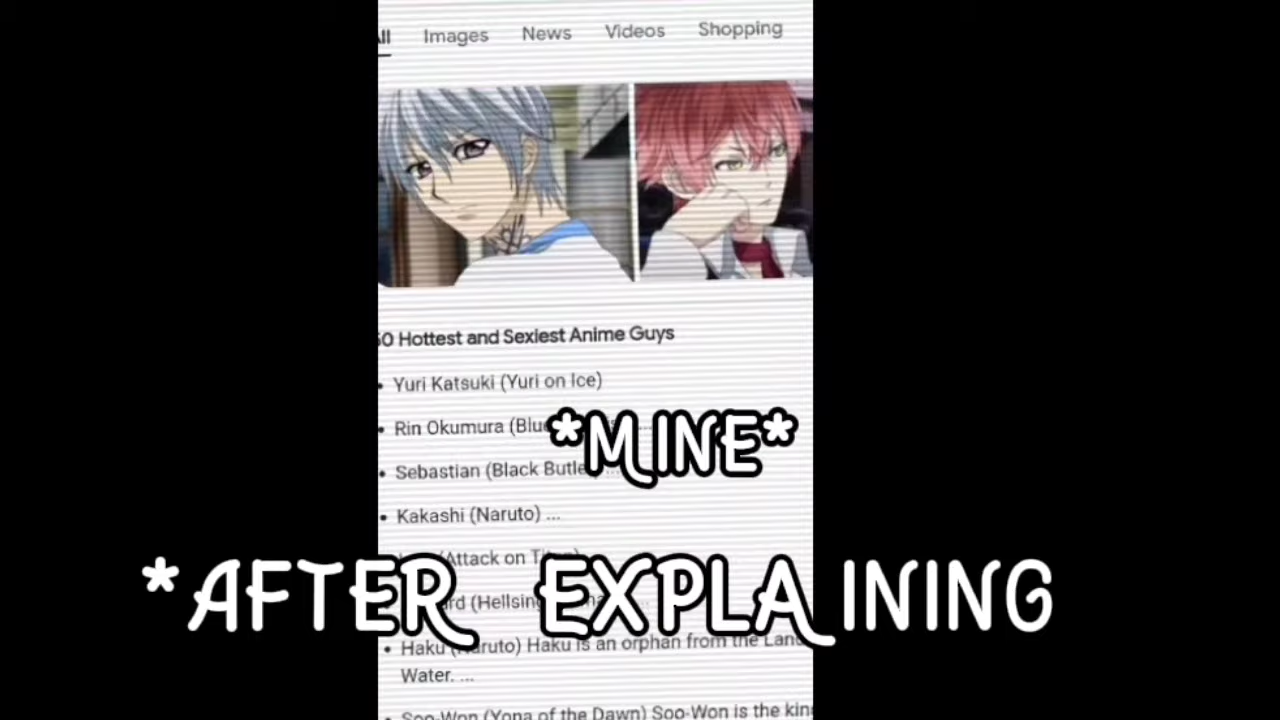 All Images News Videos Shopping
50 Hottest and Sexiest Anime Guys
• Yuri Katsuki (Yuri on Ice)
• Rin Okumura (Blue
*MINE*
• Sebastian (Black Butler) ...
• Kakashi (Naruto) ...
(Attack on Titan)
*AFTER EXPLAINING
(Hellsing
• Haku (Naruto) Haku is an orphan from the Land
Water. ...
• Soo-Won (Yona of the Dawn) Soo-Won is the king